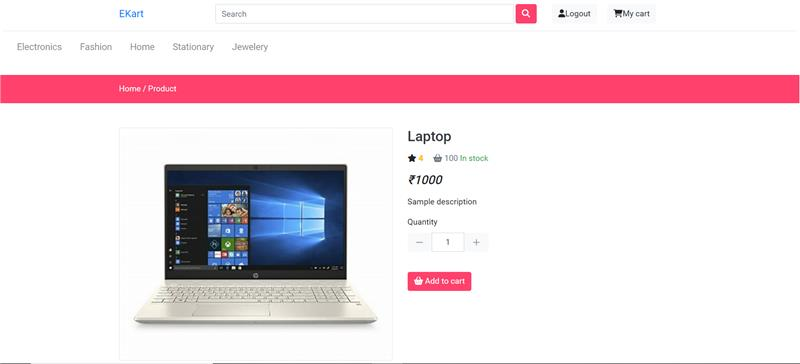 EKart
Search
Logout
My cart
Electronics Fashion Home Stationary Jewelery
Home / Product
Laptop
4 100 In stock
₹1000
Sample description
Quantity
− 1 +
Add to cart
hp